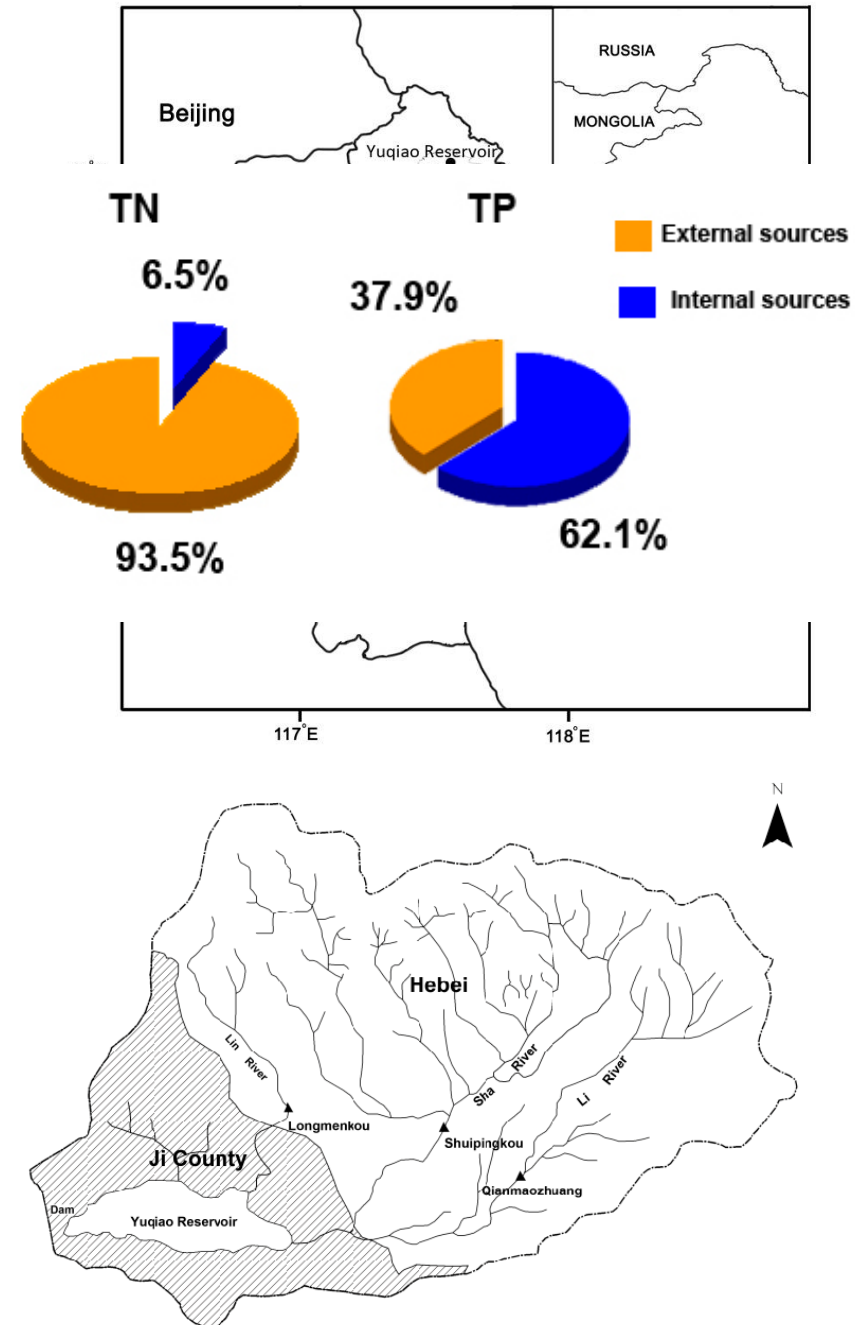 RUSSIA
Beijing
MONGOLIA
Yuqiao Reservoir
TN
TP
External sources
6.5%
37.9%
Internal sources
93.5%
62.1%
117°E
118°E
N
Hebei
Lin River
Sha River
Li River
Longmenkou
Shuipingkou
Ji County
Qianmaozhuang
Dam
Yuqiao Reservoir